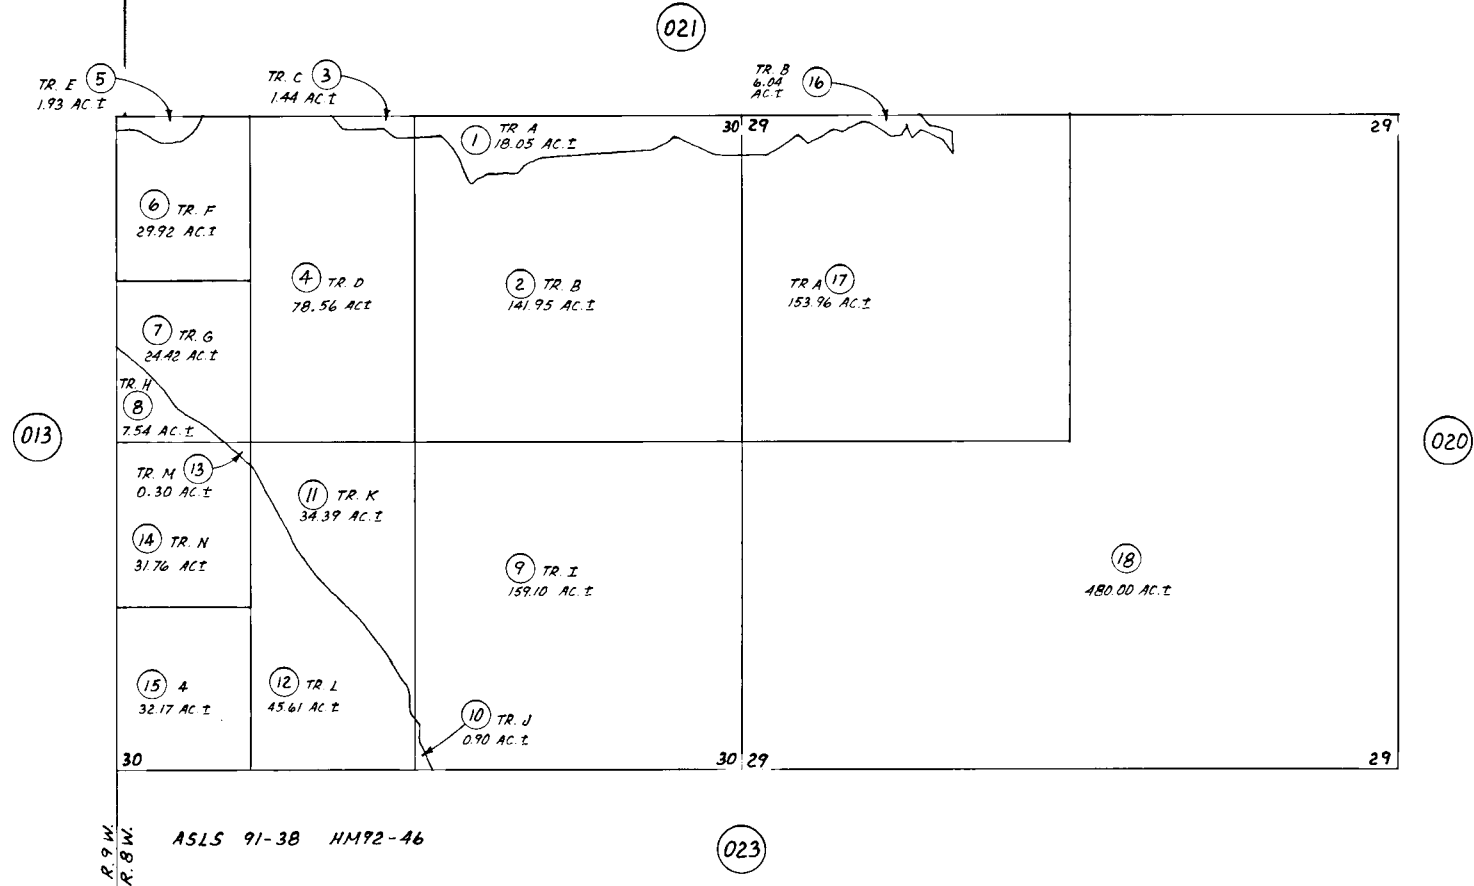 021
TR. E 5
1.93 AC.±
TR. C 3
1.44 AC.±
TR. B
6.04
AC.±
16
1 TR A
18.05 AC.±
30 29
29
6 TR. F
29.92 AC.±
4 TR. D
78.56 AC±
2 TR. B
141.95 AC.±
TR A 17
153.96 AC.±
7 TR. G
24.42 AC.±
TR. H
8
7.54 AC.±
013
020
TR. M 13
0.30 AC.±
11 TR. K
34.39 AC.±
14 TR. N
31.76 AC±
9 TR. I
159.10 AC.±
18
480.00 AC.±
15 4
32.17 AC.±
12 TR. L
45.61 AC.±
10 TR. J
0.90 AC.±
30
30 29
29
R. 9 W.
R. 8 W.
ASLS 91-38 HM92-46
023